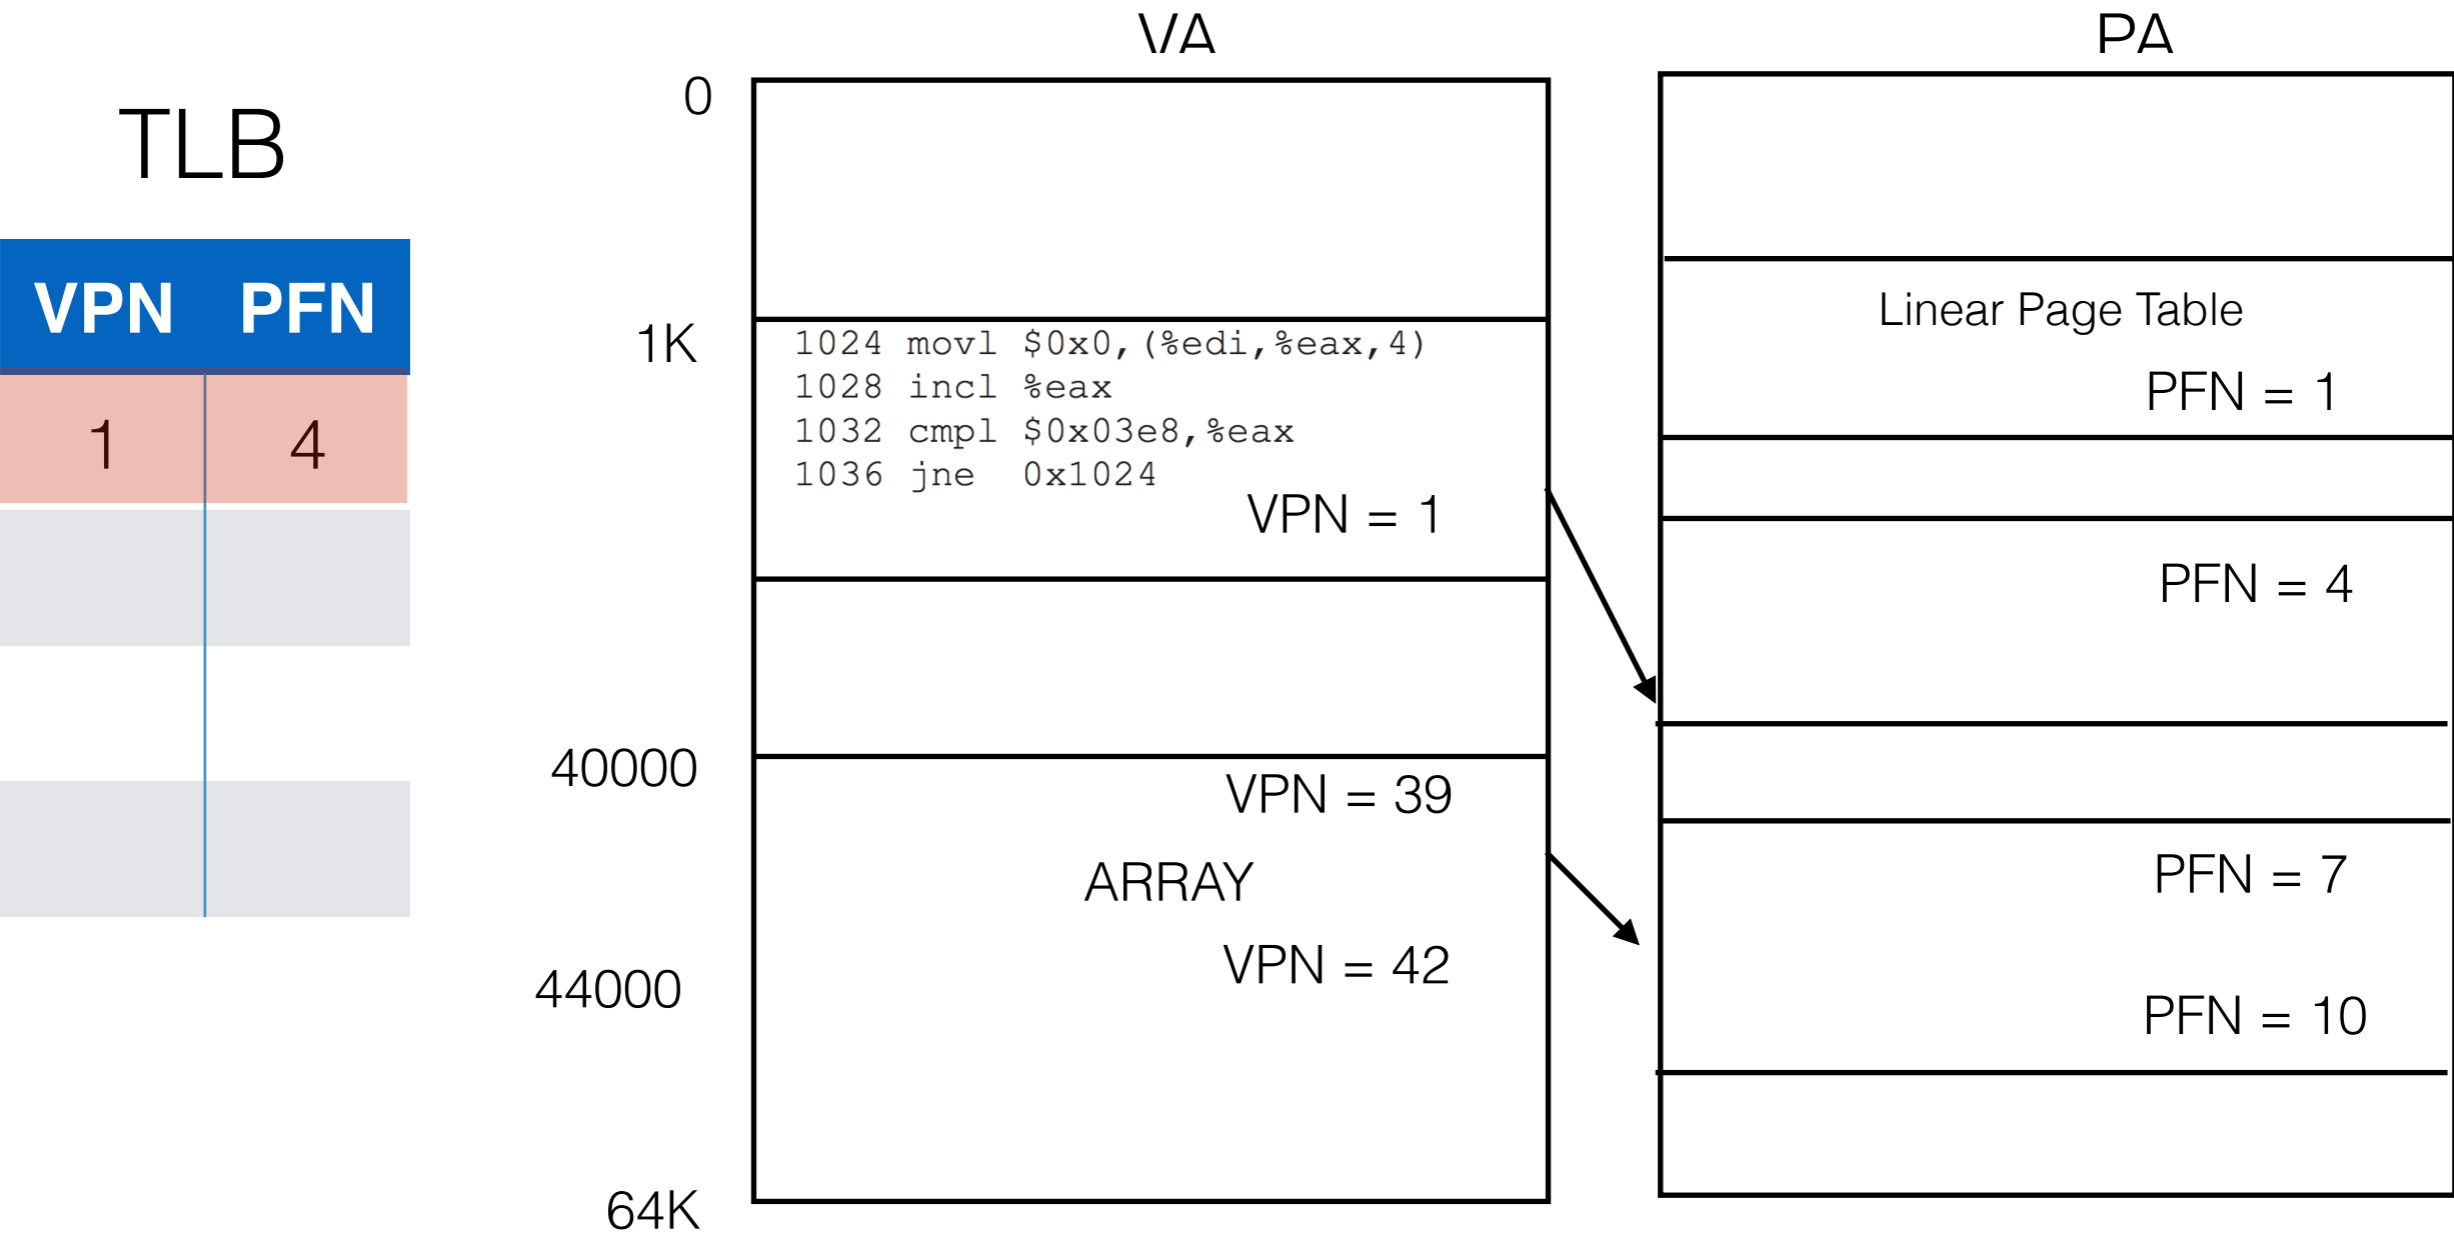 VA
PA
0
TLB
VPN PFN
1 4
1K
1024 movl $0x0,(%edi,%eax,4)
1028 incl %eax
1032 cmpl $0x03e8,%eax
1036 jne 0x1024
VPN = 1
Linear Page Table
PFN = 1
PFN = 4
40000
VPN = 39
ARRAY
VPN = 42
44000
64K
PFN = 7
PFN = 10